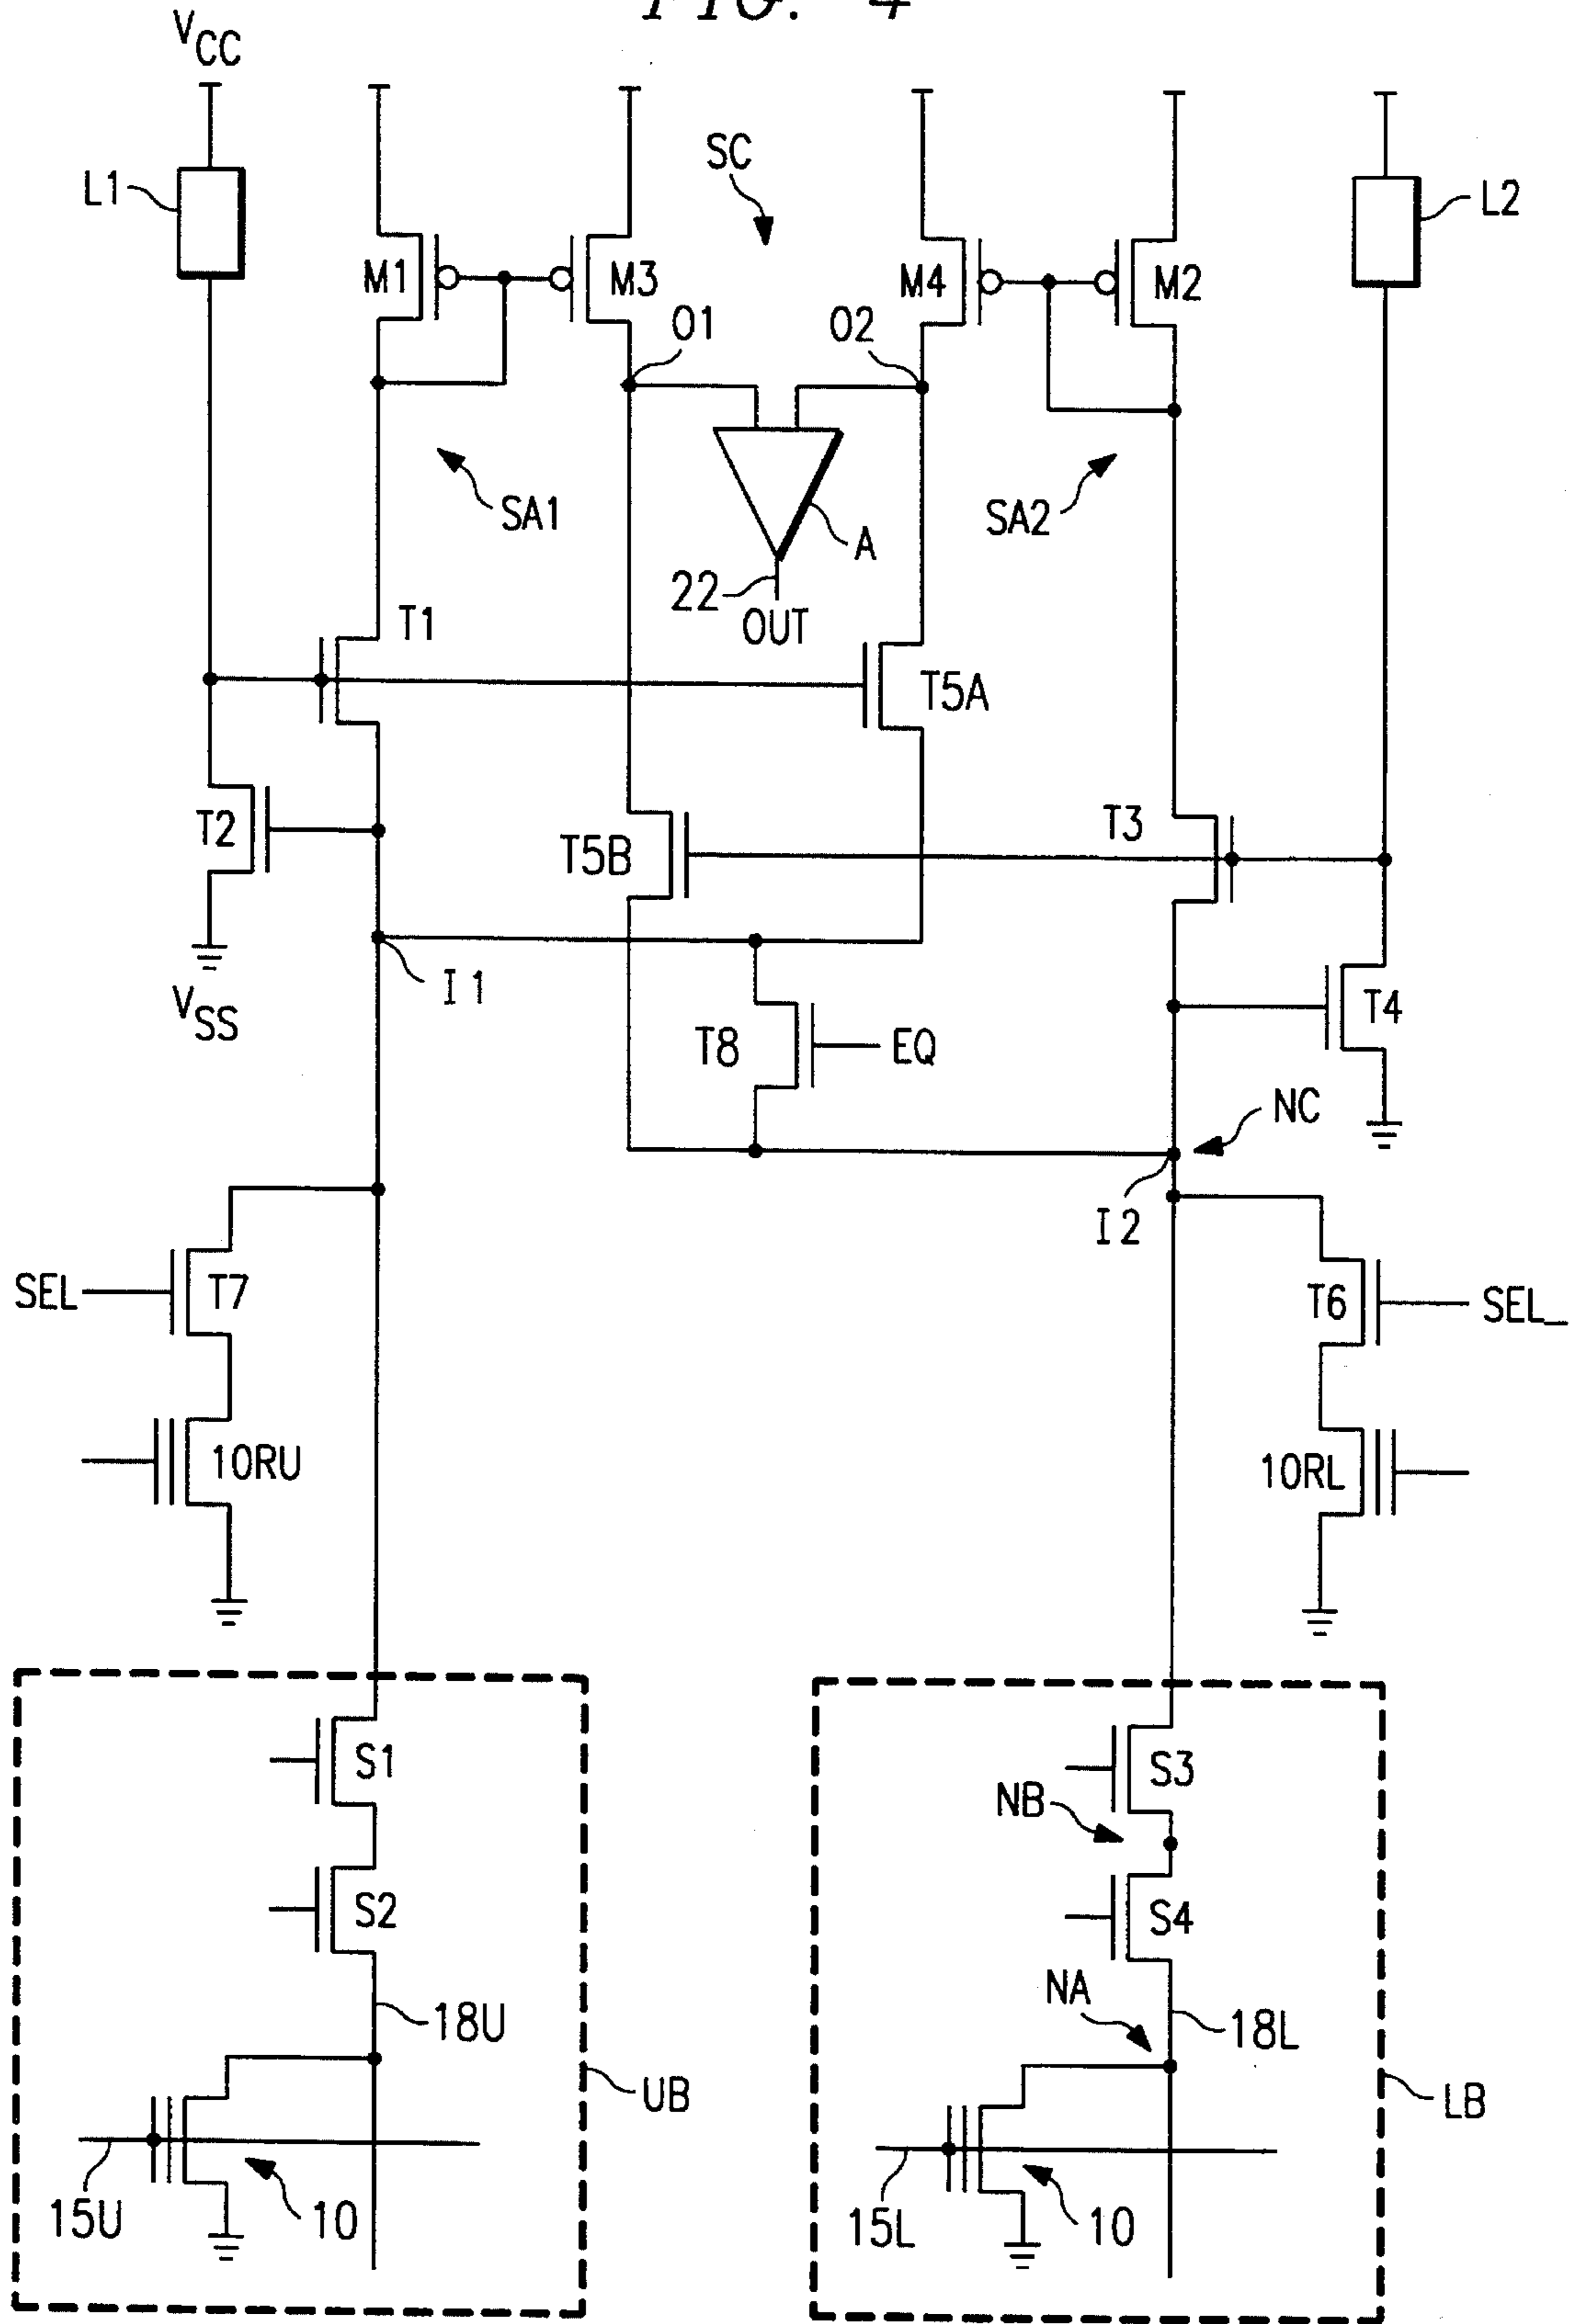 FIG. 4
VCC
SC
L1
L2
M1
M3
M4
M2
O1
O2
SA1
SA2
A
22
OUT
T1
T5A
T2
T5B
T3
I1
VSS
T8
EQ
T4
NC
I2
SEL
T7
T6
SEL_
10RU
10RL
S1
S3
NB
S2
S4
18U
NA
18L
UB
LB
15U
10
15L
10